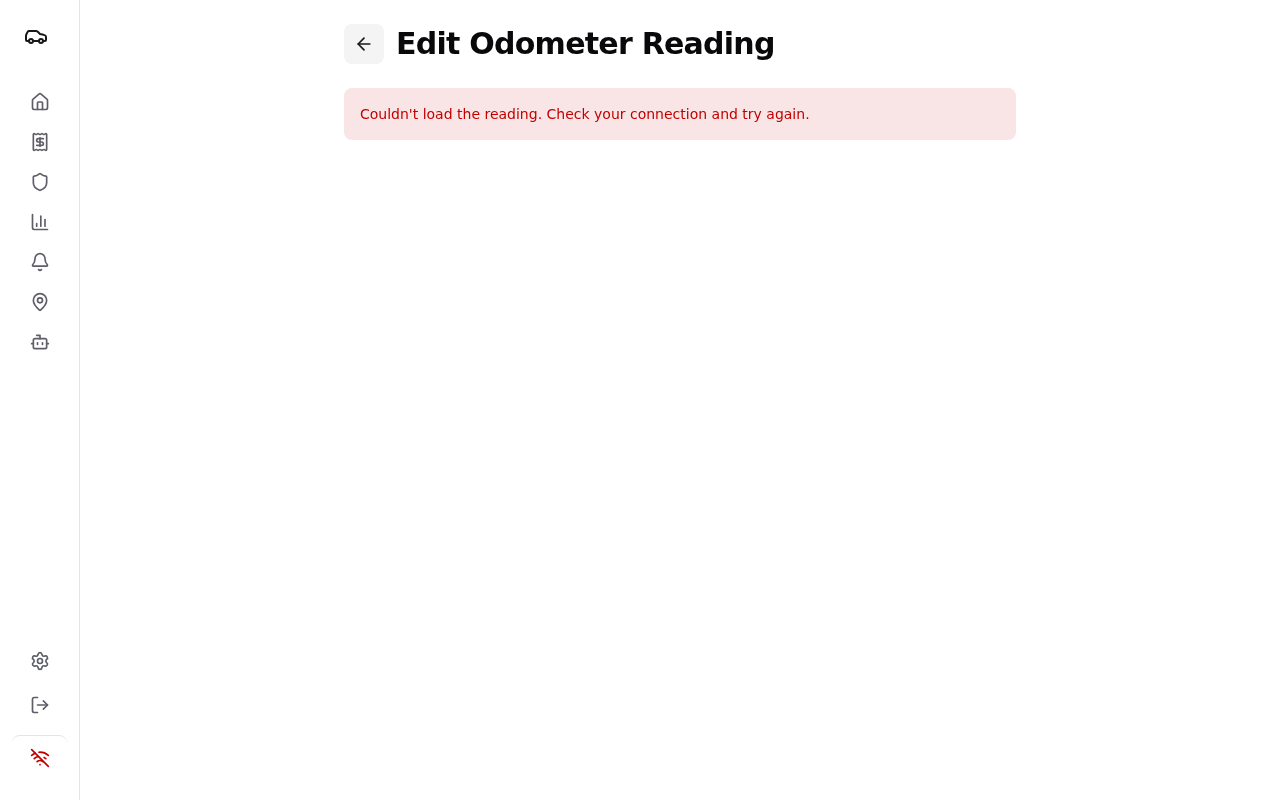 Edit Odometer Reading
Couldn't load the reading. Check your connection and try again.